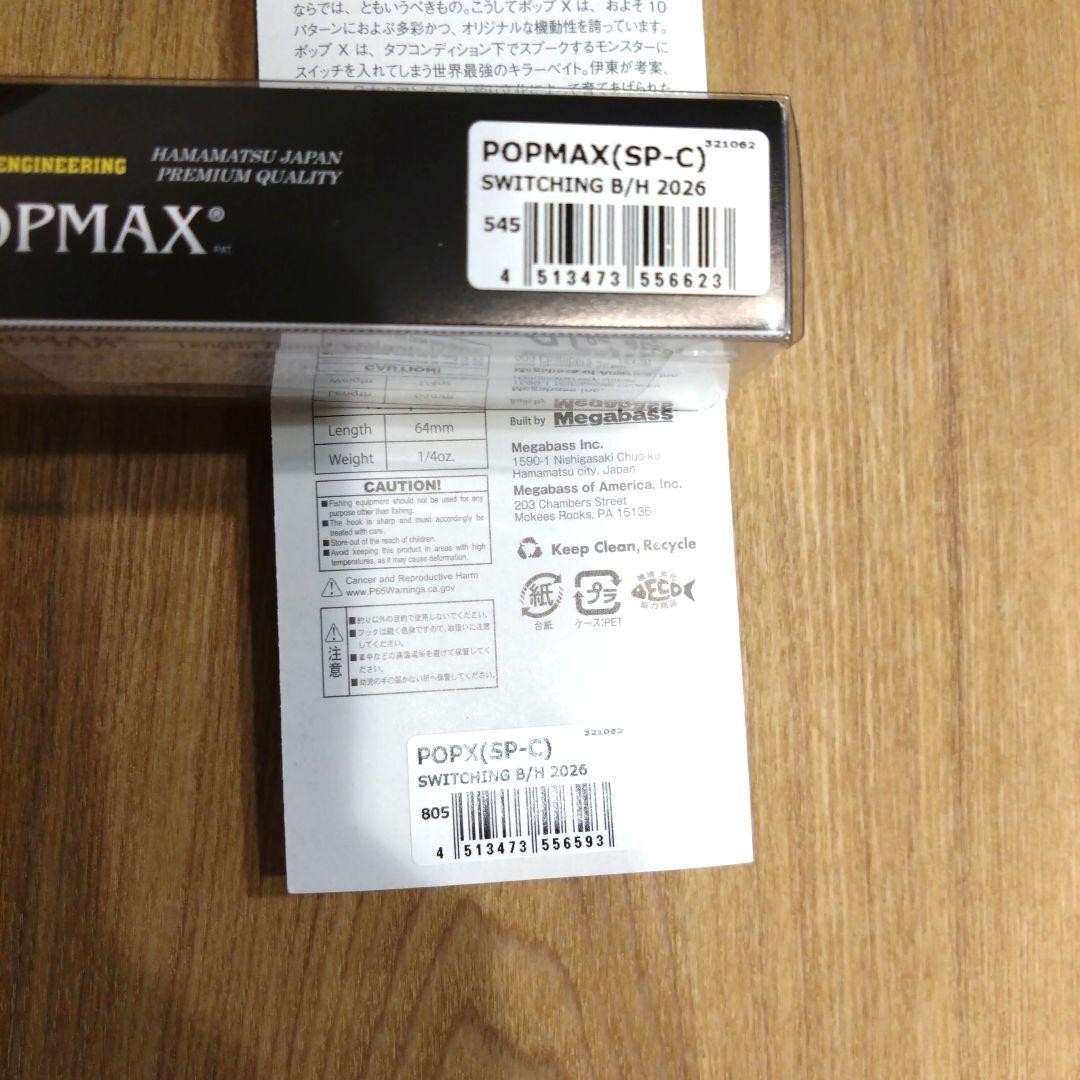 ならでは、ともいうべきもの。こうしてポップ X は、およそ 10
パターンにおよぶ多彩かつ、オリジナルな機動性を誇っています。
ポップ X は、タフコンディション下でスプークするモンスターに
スイッチを入れてしまう世界最強のキラーベイト。伊東が考案、
ENGINEERING
HAMAMATSU JAPAN
PREMIUM QUALITY
OPMAX®
PAT.
POPMAX(SP-C)
321062
SWITCHING B/H 2026
545
4 513473 556623
CAUTION!
Built by Megabass
Length 64mm
Weight 1/4oz.
Megabass Inc.
1590-1 Nishigasaki Chuo-ku
Hamamatsu city, Japan
Megabass of America, Inc.
203 Chambers Street
Mckees Rocks, PA 15136
CAUTION!
■Fishing equipment should not be used for any
purpose other than fishing.
■The hook is sharp and must accordingly be
treated with care.
■Store out of the reach of children.
■Avoid keeping this product in areas with high
temperatures. as it may cause deformation.
Keep Clean, Recycle
Cancer and Reproductive Harm
www.P65Warnings.ca.gov
紙
台紙
プラ
ケース:PET
環境・劣化
ECO
協力商品
注意
■釣り以外の目的で使用しないでください。
■フックは鋭く危険ですので、取扱いに注意
してください。
■車中などの高温場所を避けて保管してく
ださい。
■幼児の手の届かない所へ保管してください。
321062
POPX(SP-C)
SWITCHING B/H 2026
805
4 513473 556593